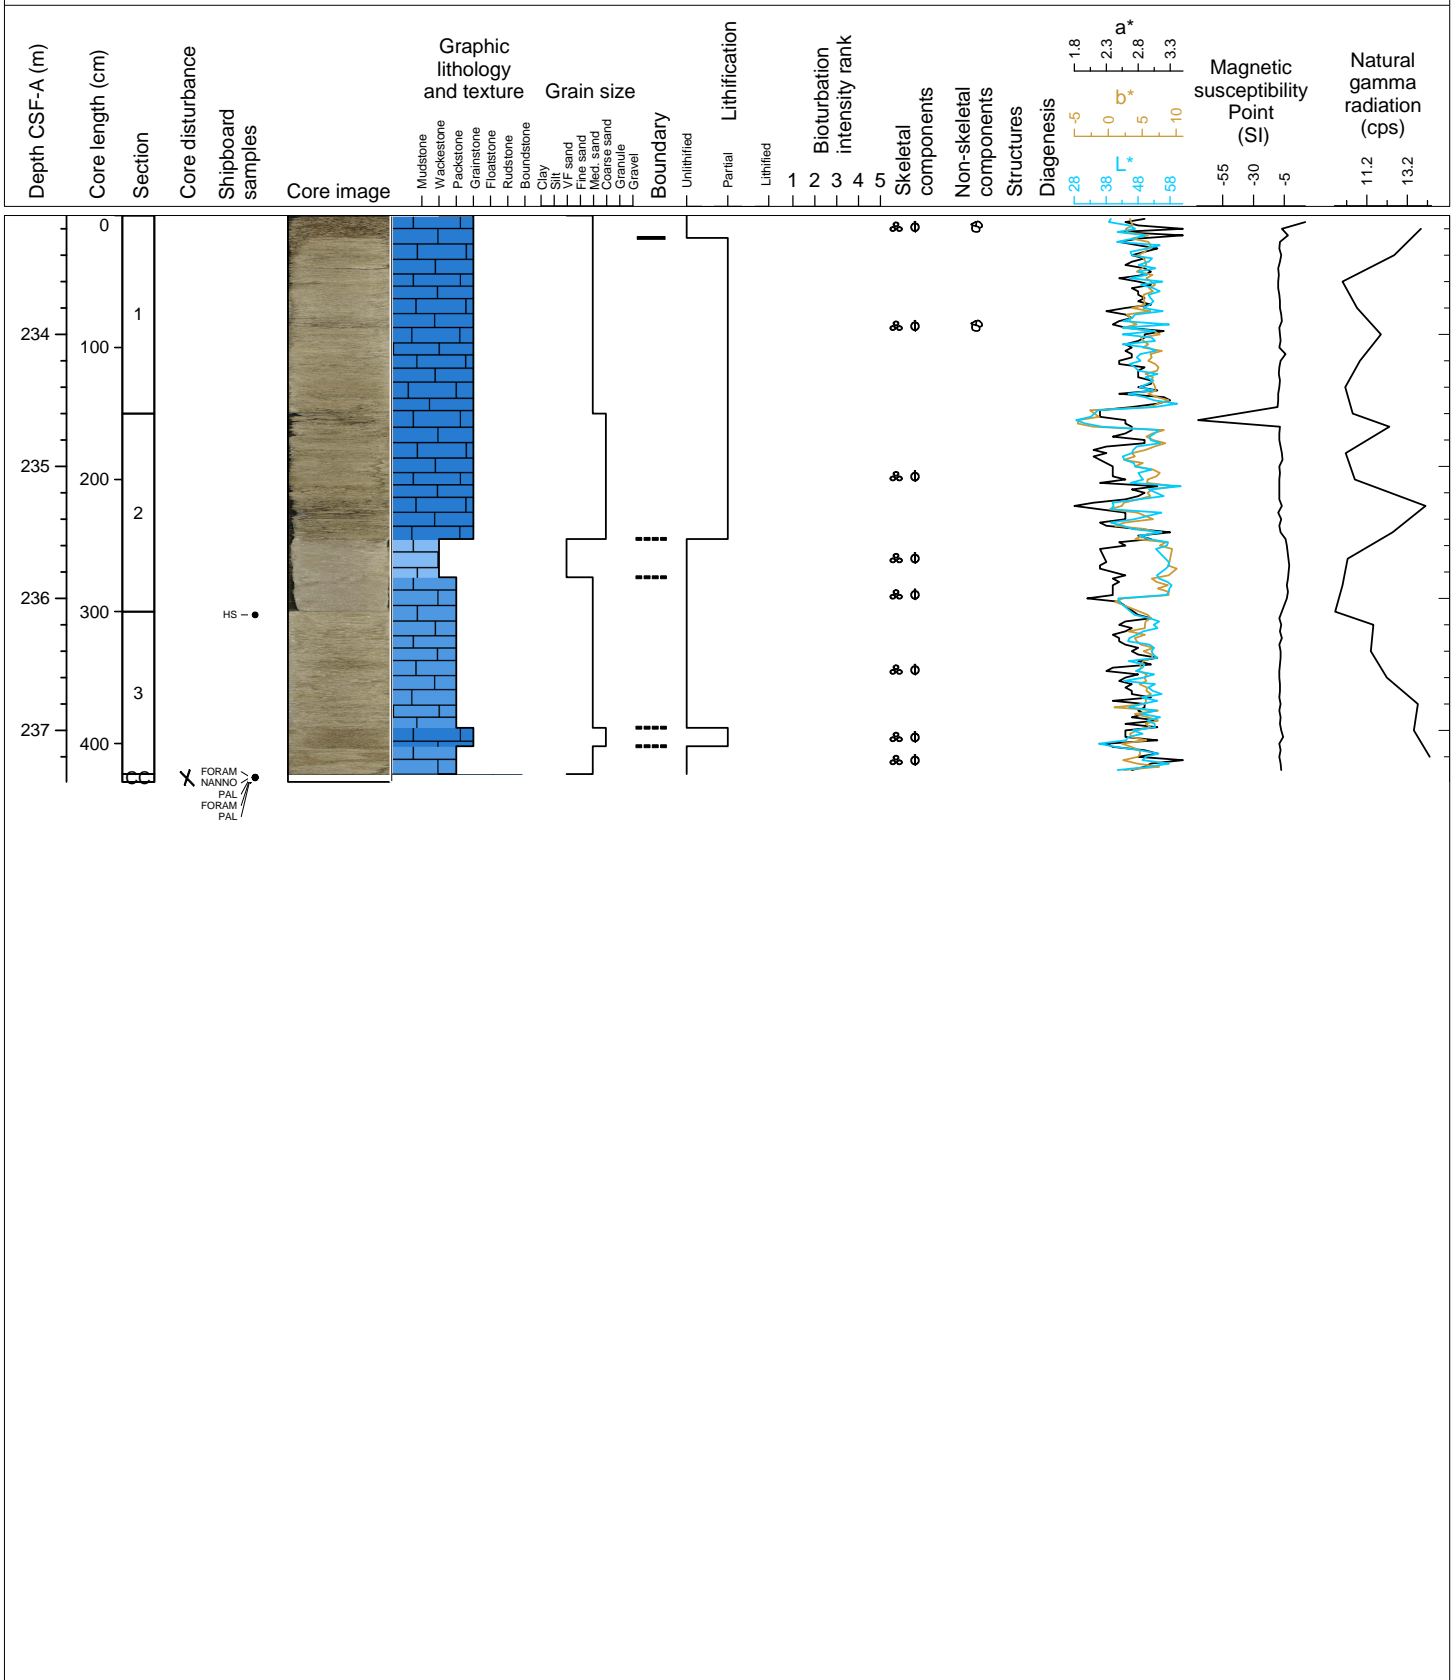 Depth CSF-A (m)
Core length (cm)
Section
Core disturbance
Shipboard
samples
Core image
Graphic
lithology
and texture
Mudstone
Wackestone
Packstone
Grainstone
Floatstone
Rudstone
Boundstone
Grain size
Clay
Silt
VF sand
Fine sand
Med. sand
Coarse sand
Granule
Gravel
Boundary
Lithification
Unlithified
Partial
Lithified
Bioturbation
intensity rank
1 2 3 4 5
Skeletal
components
Non-skeletal
components
Structures
Diagenesis
a*
1.8 2.3 2.8 3.3
b*
-5 0 5 10
L*
28 38 48 58
Magnetic
susceptibility
Point
(SI)
-55 -30 -5
Natural
gamma
radiation
(cps)
11.2 13.2
0
1
234
100
235
200
2
236
300
HS
3
237
400
CC
X
FORAM
NANNO
PAL
FORAM
PAL